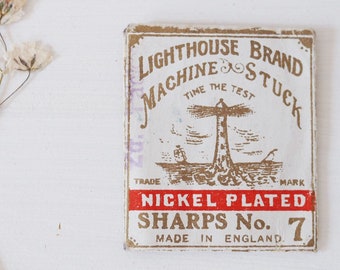 LIGHTHOUSE BRAND
MACHINE & STUCK
TIME THE TEST
TRADE MARK
NICKEL PLATED
SHARPS No. 7
MADE IN ENGLAND